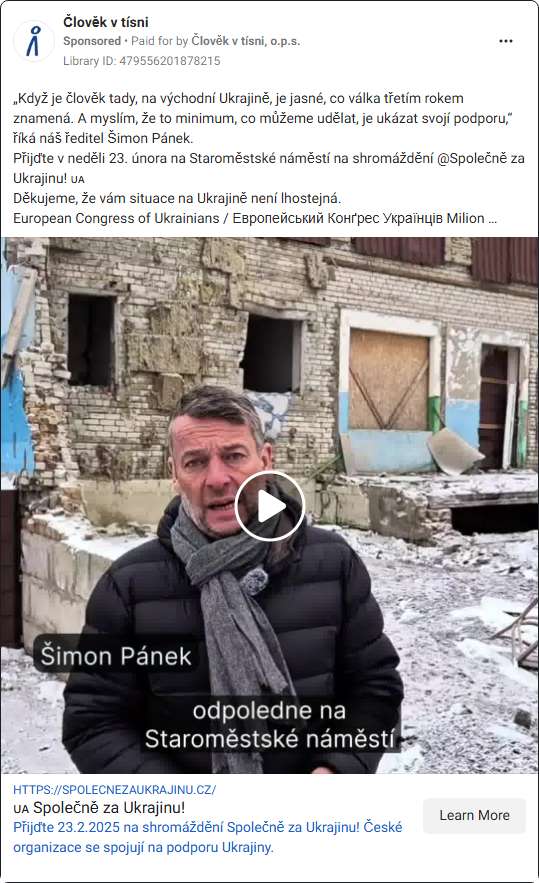 Člověk v tísni
Sponsored • Paid for by Člověk v tísni, o.p.s.
Library ID: 479556201878215
„Když je člověk tady, na východní Ukrajině, je jasné, co válka třetím rokem
znamená. A myslím, že to minimum, co můžeme udělat, je ukázat svojí podporu,“
říká náš ředitel Šimon Pánek.
Přijďte v neděli 23. února na Staroměstské náměstí na shromáždění @Společně za
Ukrajinu! UA
Děkujeme, že vám situace na Ukrajině není lhostejná.
European Congress of Ukrainians / Европейський Конґрес Українців Milion ...
Šimon Pánek
odpoledne na
Staroměstské náměstí
HTTPS://SPOLECNEZAUKRAJINU.CZ/
UA Společně za Ukrajinu!
Přijďte 23.2.2025 na shromáždění Společně za Ukrajinu! České
organizace se spojují na podporu Ukrajiny.
Learn More